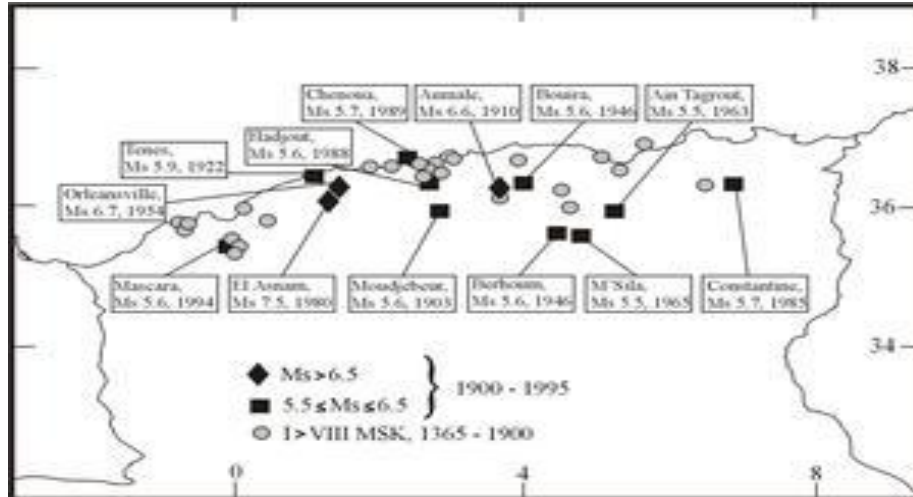 38
Chenoua,
Ms 5.7, 1989
Aumale,
Ms 6.6, 1910
Bouira,
Ms 5.6, 1946
Ain Tagrout,
Ms 5.5, 1963
Tenes,
Ms 5.9, 1922
Eladjout,
Ms 5.6, 1988
Orleansville,
Ms 6.7, 1954
36
Mascara,
Ms 5.6, 1994
El Asnam,
Ms 7.5, 1980
Moudjebeur,
Ms 5.6, 1903
Berhoum,
Ms 5.6, 1946
M'Sila,
Ms 5.5, 1965
Constantine,
Ms 5.7, 1985
34
Ms > 6.5
5.5 ≤ Ms ≤ 6.5
1900 - 1995
I > VIII MSK, 1365 - 1900
0
4
8